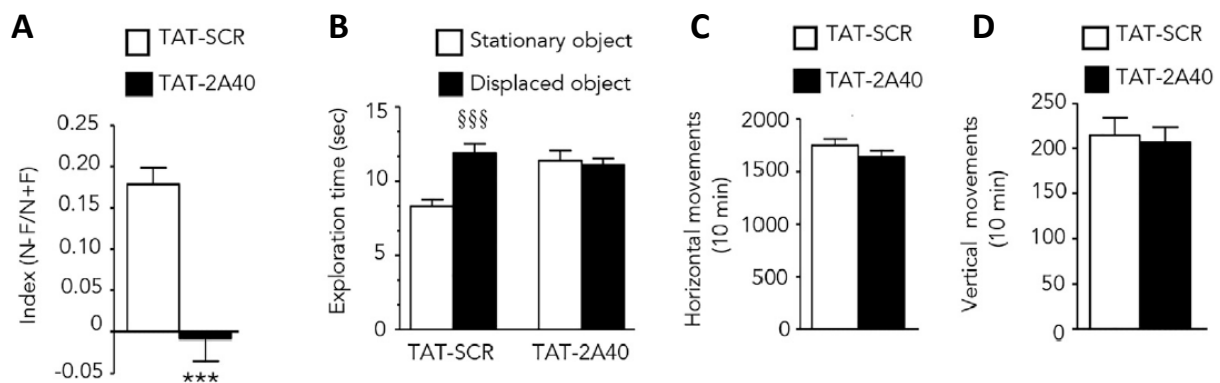 A
TAT-SCR
TAT-2A40
Index (N-F/N+F)
0.25
0.20
0.15
0.10
0.05
0
-0.05
***
B
Stationary object
Displaced object
Exploration time (sec)
15
10
5
0
§§§
TAT-SCR
TAT-2A40
C
TAT-SCR
TAT-2A40
Horizontal movements
(10 min)
2000
1500
1000
500
0
D
TAT-SCR
TAT-2A40
Vertical movements
(10 min)
250
200
150
100
50
0